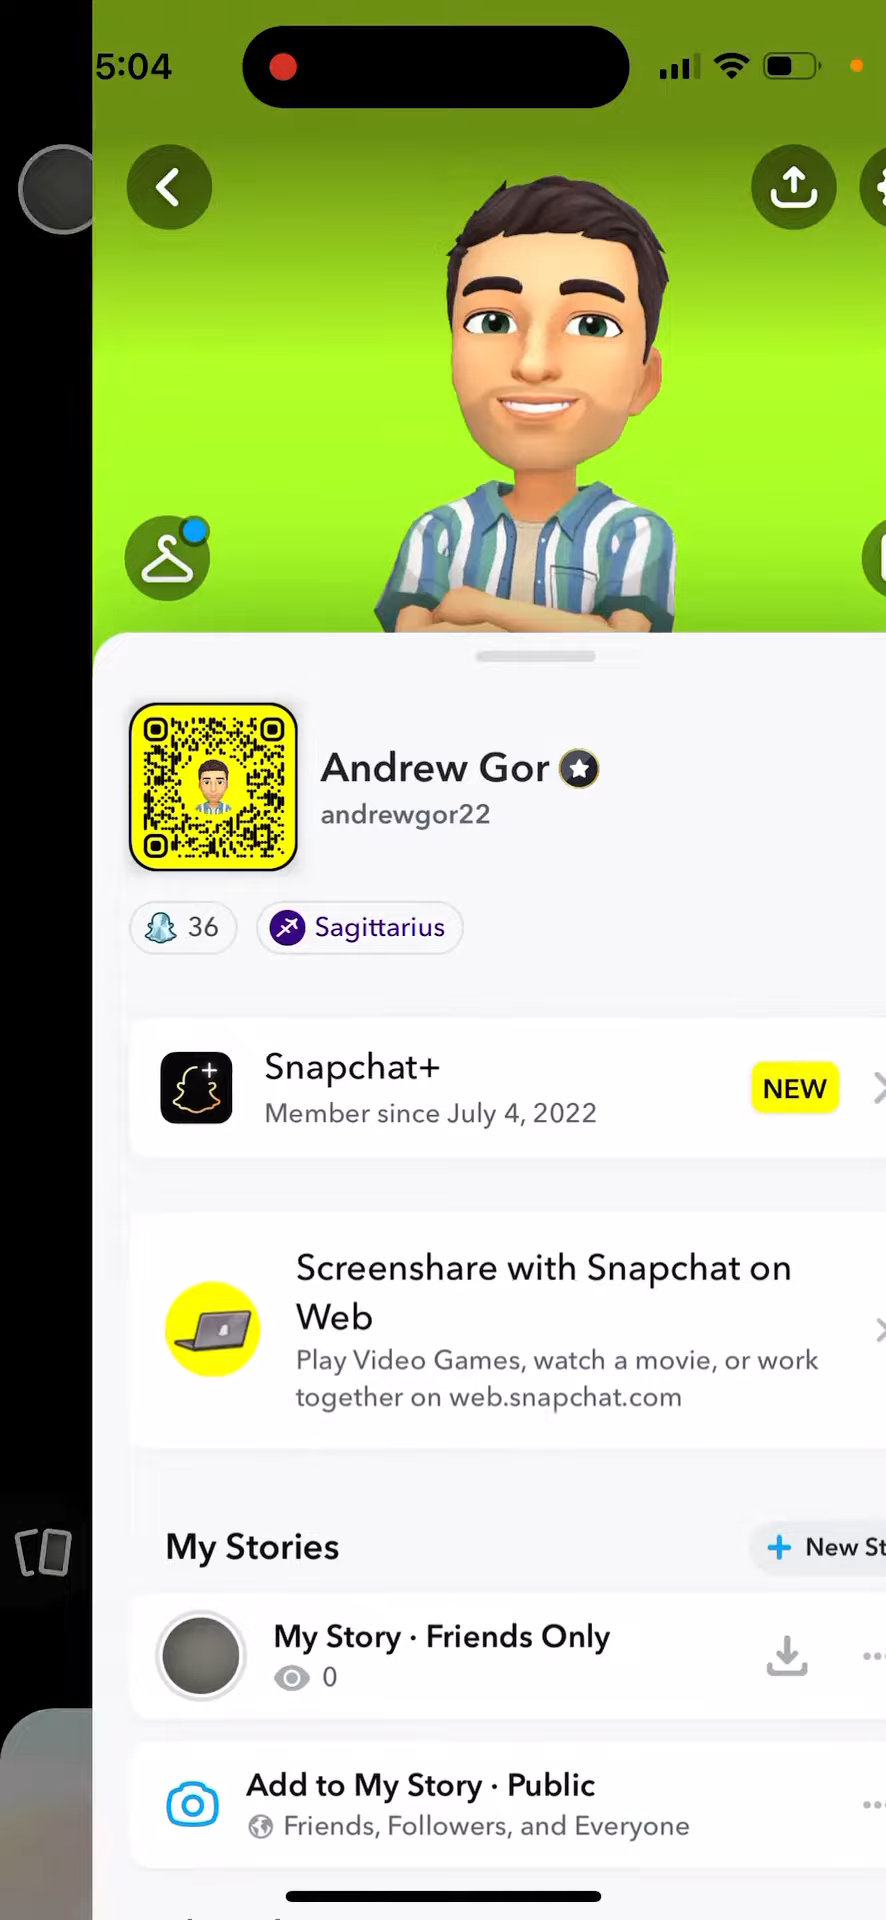 5:04
Andrew Gor
andrewgor22
36
Sagittarius
Snapchat+
Member since July 4, 2022
NEW
Screenshare with Snapchat on
Web
Play Video Games, watch a movie, or work
together on web.snapchat.com
My Stories
+ New St
My Story · Friends Only
0
Add to My Story · Public
Friends, Followers, and Everyone